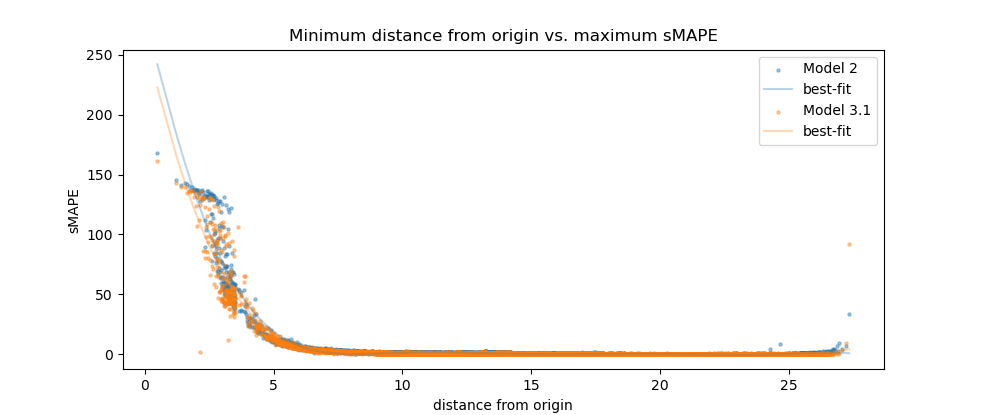 Minimum distance from origin vs. maximum sMAPE
250
200
150
100
50
0
sMAPE
Model 2
best-fit
Model 3.1
best-fit
0 5 10 15 20 25
distance from origin